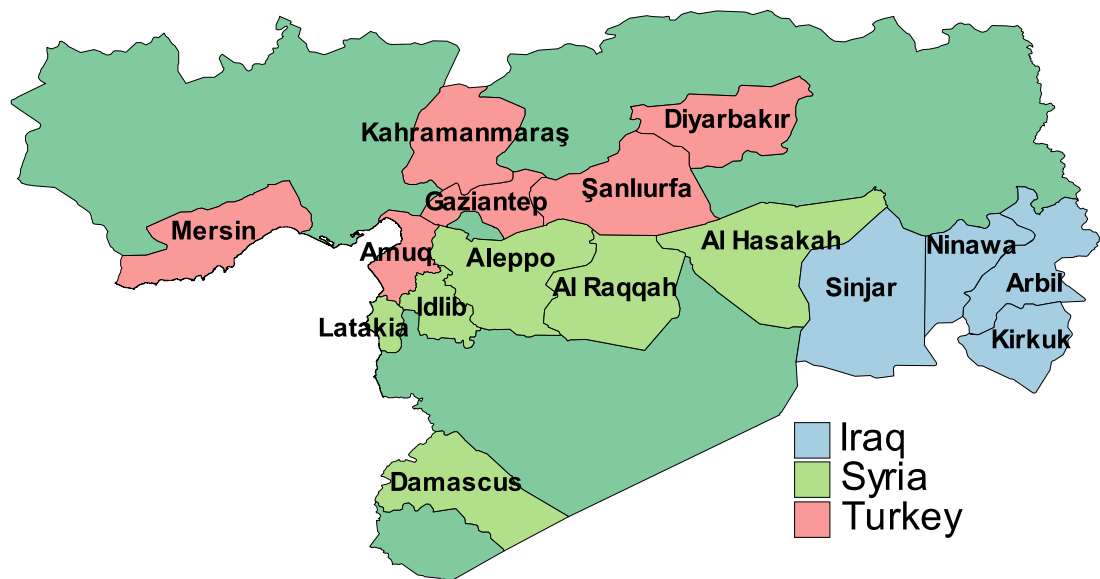 Kahramanmaraş
Diyarbakır
Gaziantep
Şanlıurfa
Mersin
Amuq
Aleppo
Al Hasakah
Ninawa
Idlib
Al Raqqah
Sinjar
Arbil
Latakia
Kirkuk
Damascus
Iraq
Syria
Turkey